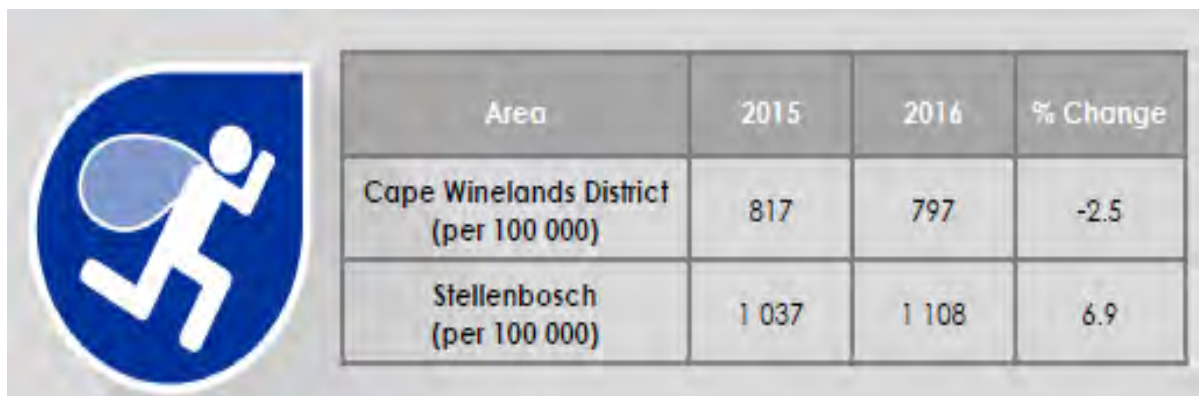 Area 2015 2016 % Change
Cape Winelands District
(per 100 000) 817 797 -2.5
Stellenbosch
(per 100 000) 1 037 1 108 6.9